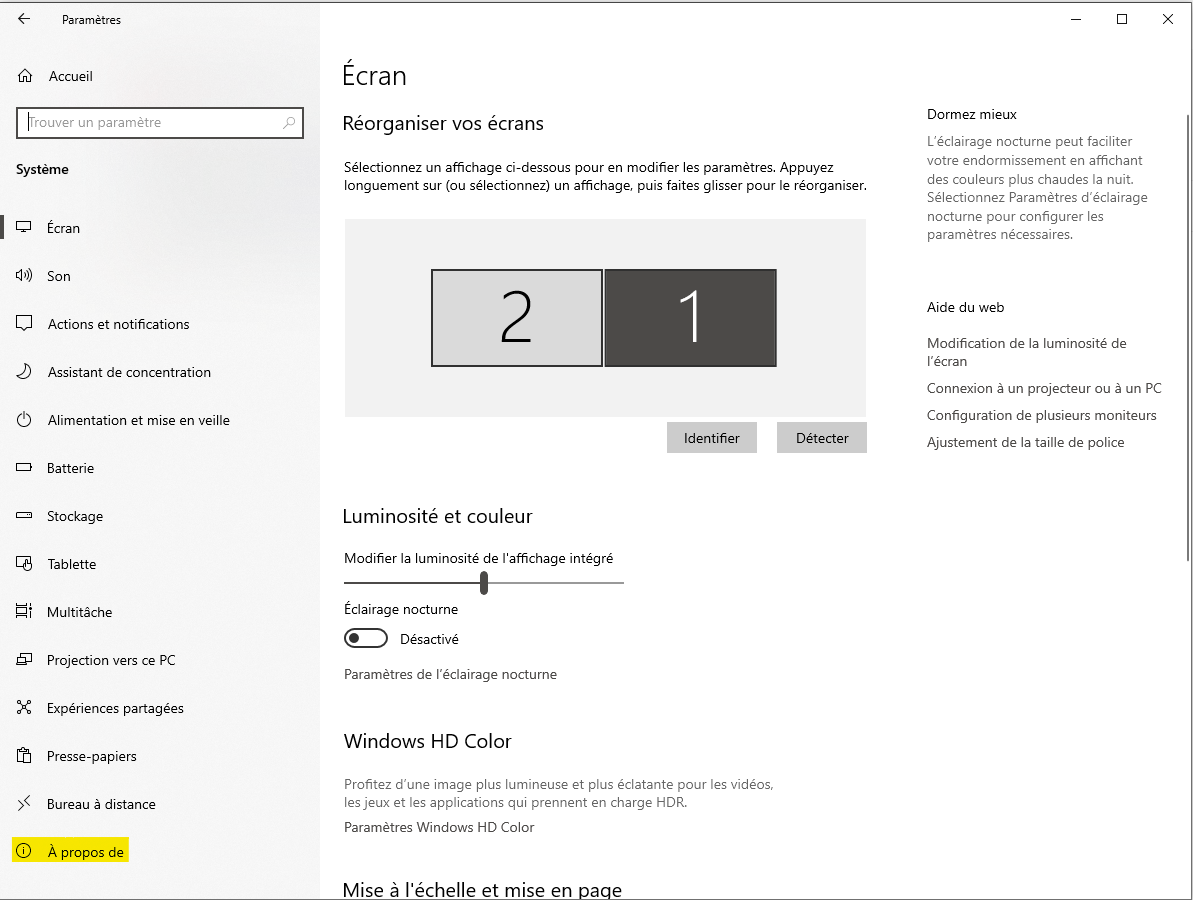 Paramètres
Accueil
Trouver un paramètre
Système
Écran
Son
Actions et notifications
Assistant de concentration
Alimentation et mise en veille
Batterie
Stockage
Tablette
Multitâche
Projection vers ce PC
Expériences partagées
Presse-papiers
Bureau à distance
À propos de
Écran
Réorganiser vos écrans
Sélectionnez un affichage ci-dessous pour en modifier les paramètres. Appuyez
longuement sur (ou sélectionnez) un affichage, puis faites glisser pour le réorganiser.
2
1
Identifier
Détecter
Luminosité et couleur
Modifier la luminosité de l'affichage intégré
Éclairage nocturne
Désactivé
Paramètres de l’éclairage nocturne
Windows HD Color
Profitez d’une image plus lumineuse et plus éclatante pour les vidéos,
les jeux et les applications qui prennent en charge HDR.
Paramètres Windows HD Color
Mise à l'échelle et mise en page
Dormez mieux
L’éclairage nocturne peut faciliter
votre endormissement en affichant
des couleurs plus chaudes la nuit.
Sélectionnez Paramètres d’éclairage
nocturne pour configurer les
paramètres nécessaires.
Aide du web
Modification de la luminosité de
l’écran
Connexion à un projecteur ou à un PC
Configuration de plusieurs moniteurs
Ajustement de la taille de police